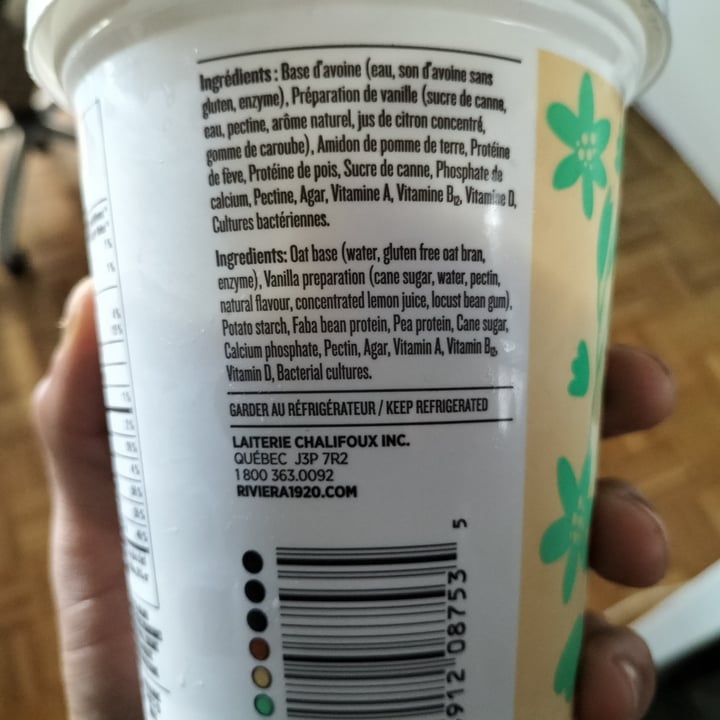 Ingrédients : Base d'avoine (eau, son d'avoine sans
gluten, enzyme), Préparation de vanille (sucre de canne,
eau, pectine, arôme naturel, jus de citron concentré,
gomme de caroube), Amidon de pomme de terre, Protéine
de fève, Protéine de pois, Sucre de canne, Phosphate de
calcium, Pectine, Agar, Vitamine A, Vitamine B12, Vitamine D,
Cultures bactériennes.
Ingredients: Oat base (water, gluten free oat bran,
enzyme), Vanilla preparation (cane sugar, water, pectin,
natural flavour, concentrated lemon juice, locust bean gum),
Potato starch, Faba bean protein, Pea protein, Cane sugar,
Calcium phosphate, Pectin, Agar, Vitamin A, Vitamin B12,
Vitamin D, Bacterial cultures.
GARDER AU RÉFRIGÉRATEUR / KEEP REFRIGERATED
LAITERIE CHALIFOUX INC.
QUÉBEC J3P 7R2
1 800 363.0092
RIVIERA1920.COM
912 08753 5